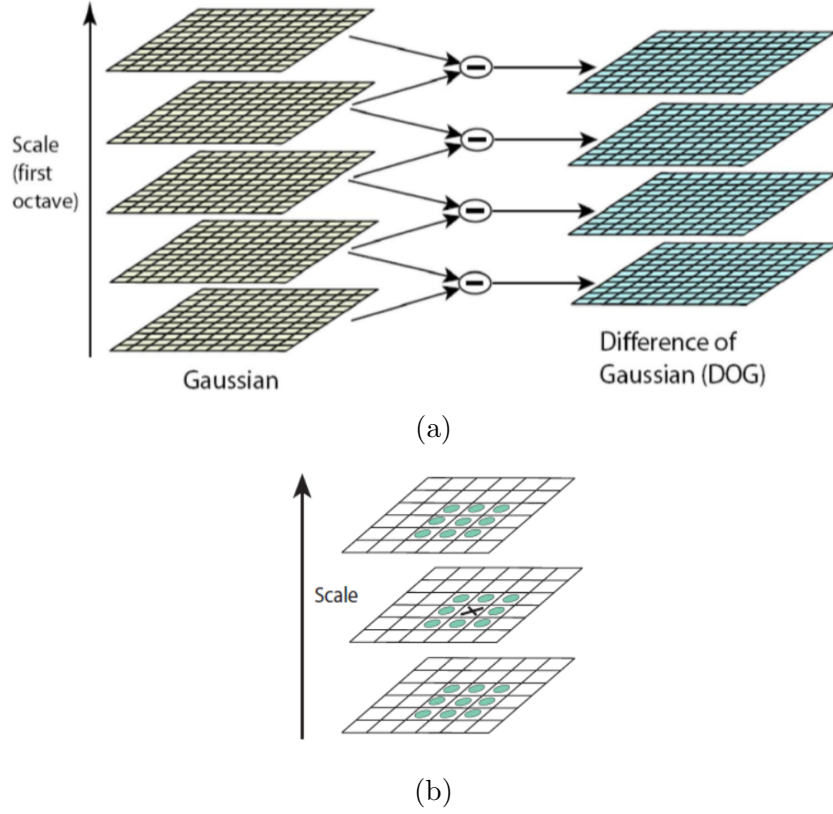 Scale
(first
octave)
Gaussian
Difference of
Gaussian (DOG)
(a)
Scale
(b)